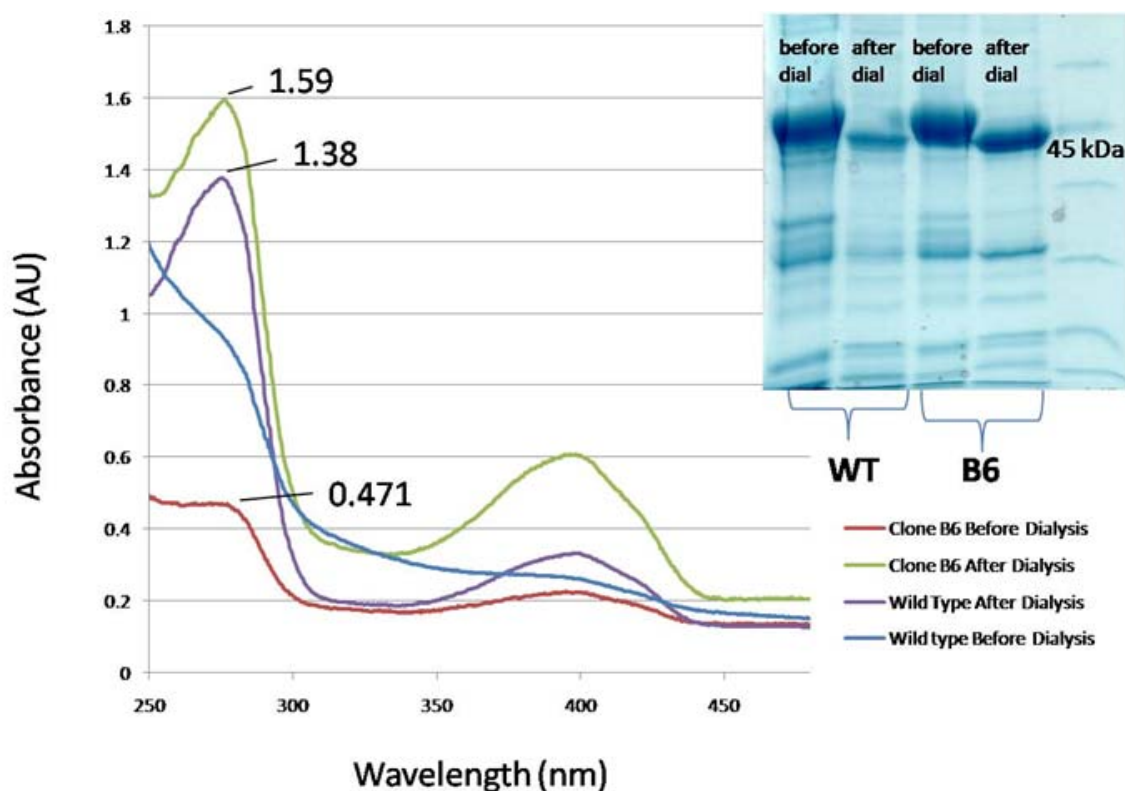 1.8
1.6
1.4
1.2
1
0.8
0.6
0.4
0.2
0
250
300
350
400
450
Absorbance (AU)
Wavelength (nm)
1.59
1.38
0.471
before dial
after dial
before dial
after dial
45 kDa
WT
B6
Clone B6 Before Dialysis
Clone B6 After Dialysis
Wild Type After Dialysis
Wild type Before Dialysis